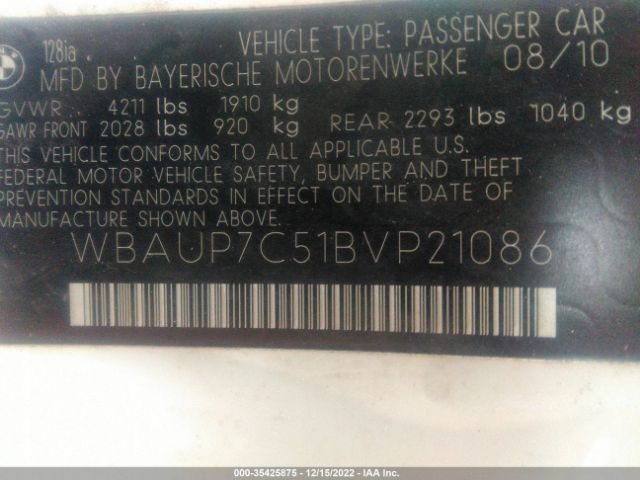 128ia VEHICLE TYPE: PASSENGER CAR
MFD BY BAYERISCHE MOTORENWERKE 08/10
GVWR 4211 lbs 1910 kg
GAWR FRONT 2028 lbs 920 kg REAR 2293 lbs 1040 kg
THIS VEHICLE CONFORMS TO ALL APPLICABLE U.S.
FEDERAL MOTOR VEHICLE SAFETY, BUMPER AND THEFT
PREVENTION STANDARDS IN EFFECT ON THE DATE OF
MANUFACTURE SHOWN ABOVE.
WBAUP7C51BVP21086
000-35425875 - 12/15/2022 - IAA Inc.